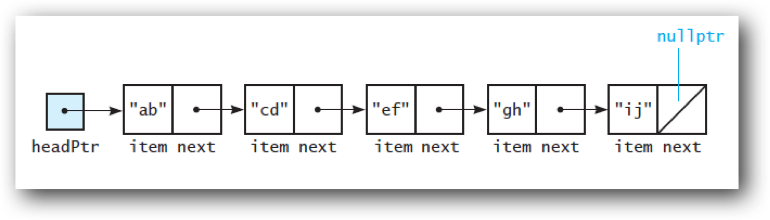 nullptr
"ab" "cd" "ef" "gh" "ij"
headPtr item next item next item next item next item next